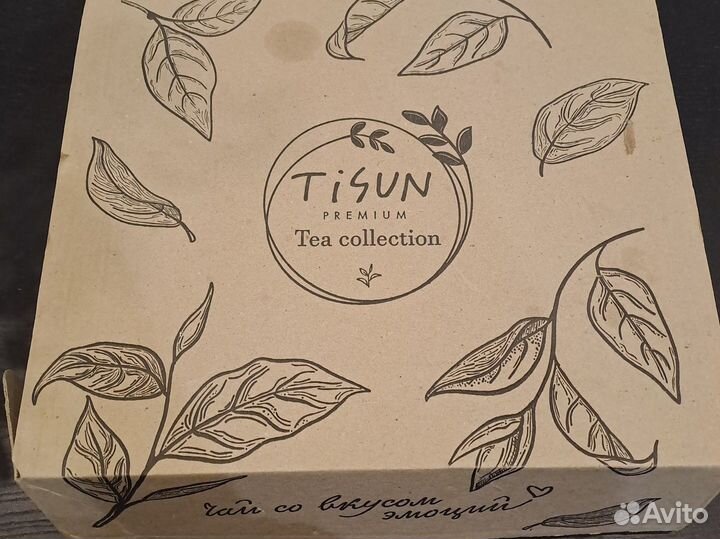 TiSUN
PREMIUM
Tea collection
чай со вкусом
эмоций
Avito